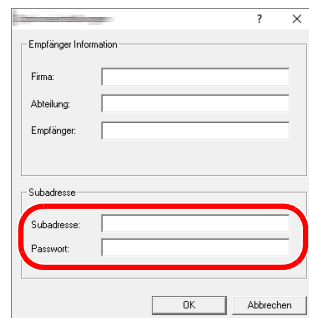 ?
Empfänger Information
Firma:
Abteilung:
Empfänger:
Subadresse
Subadresse:
Passwort:
OK Abbrechen